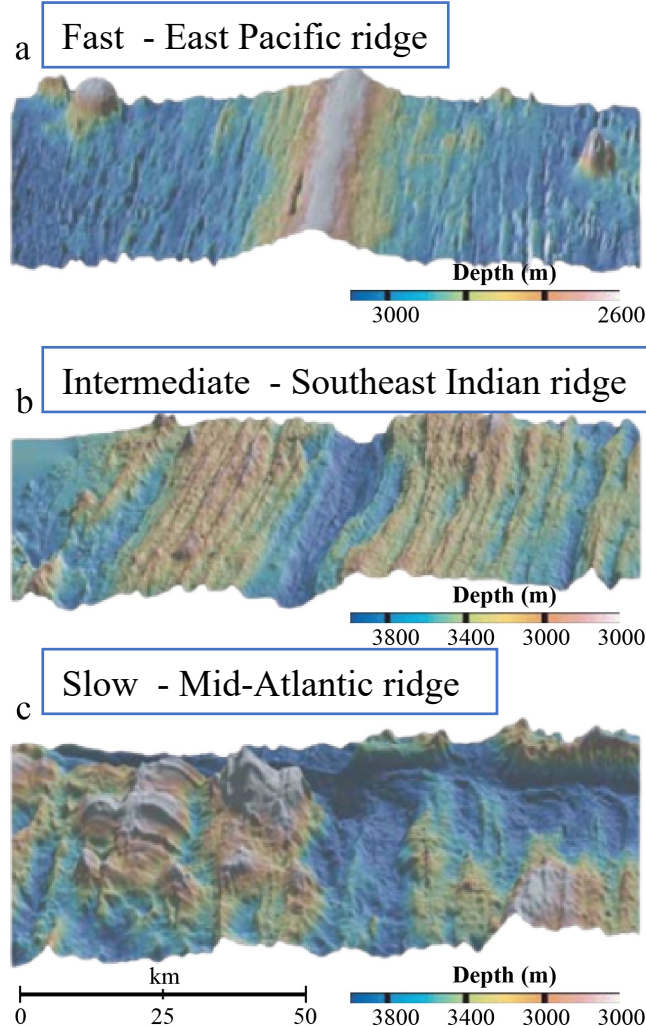 a
Fast - East Pacific ridge
Depth (m)
3000 2600
b
Intermediate - Southeast Indian ridge
Depth (m)
3800 3400 3000 3000
c
Slow - Mid-Atlantic ridge
km
0 25 50
Depth (m)
3800 3400 3000 3000